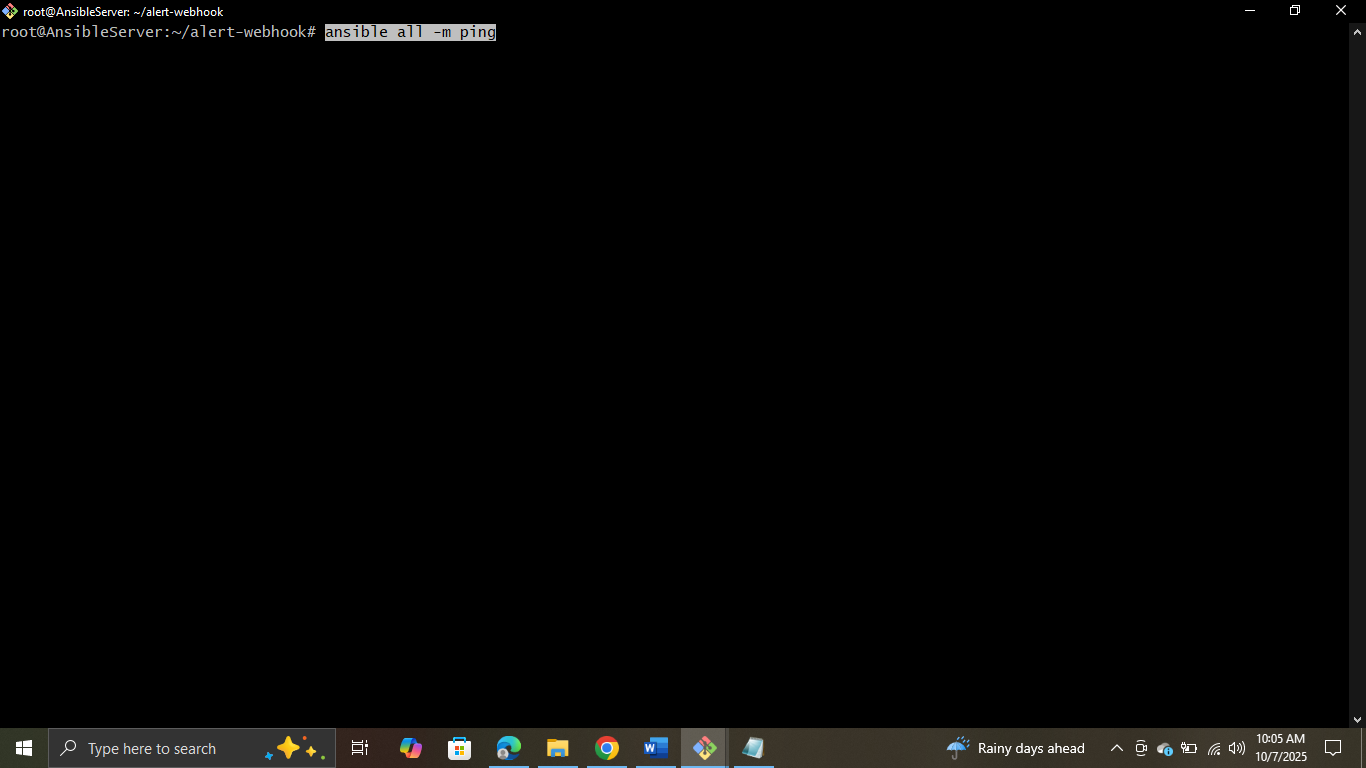 root@AnsibleServer: ~/alert-webhook
root@AnsibleServer:~/alert-webhook# ansible all -m ping
Type here to search
Rainy days ahead
10:05 AM
10/7/2025